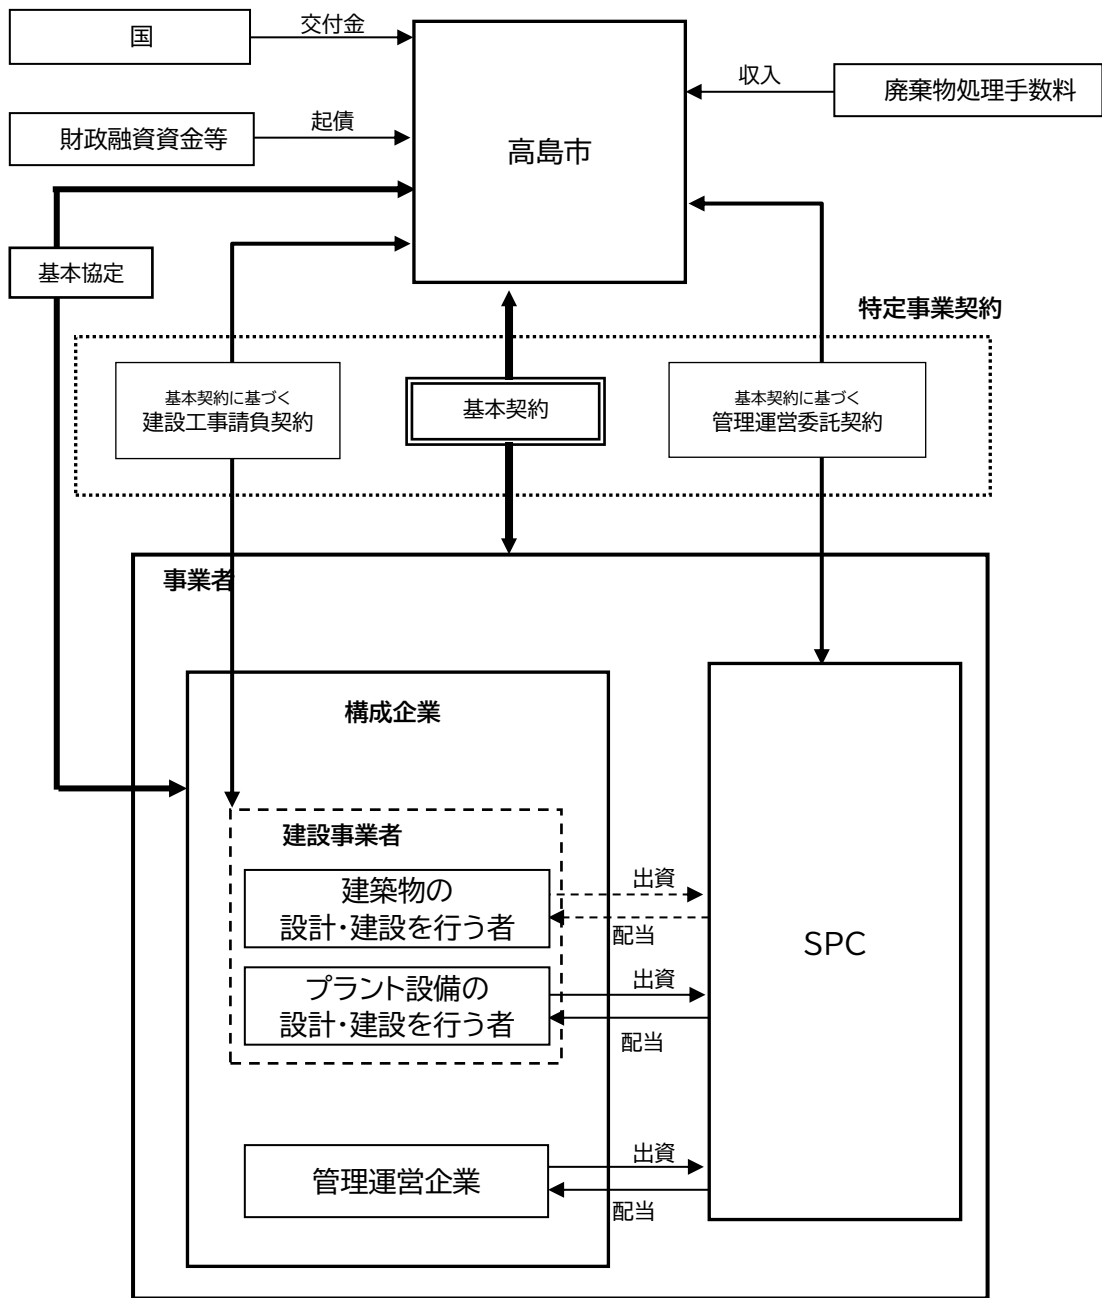 国
交付金
収入
廃棄物処理手数料
財政融資資金等
起債
高島市
基本協定
特定事業契約
基本契約に基づく
建設工事請負契約
基本契約
基本契約に基づく
管理運営委託契約
事業者
構成企業
建設事業者
建築物の
設計・建設を行う者
出資
配当
プラント設備の
設計・建設を行う者
出資
配当
SPC
管理運営企業
出資
配当